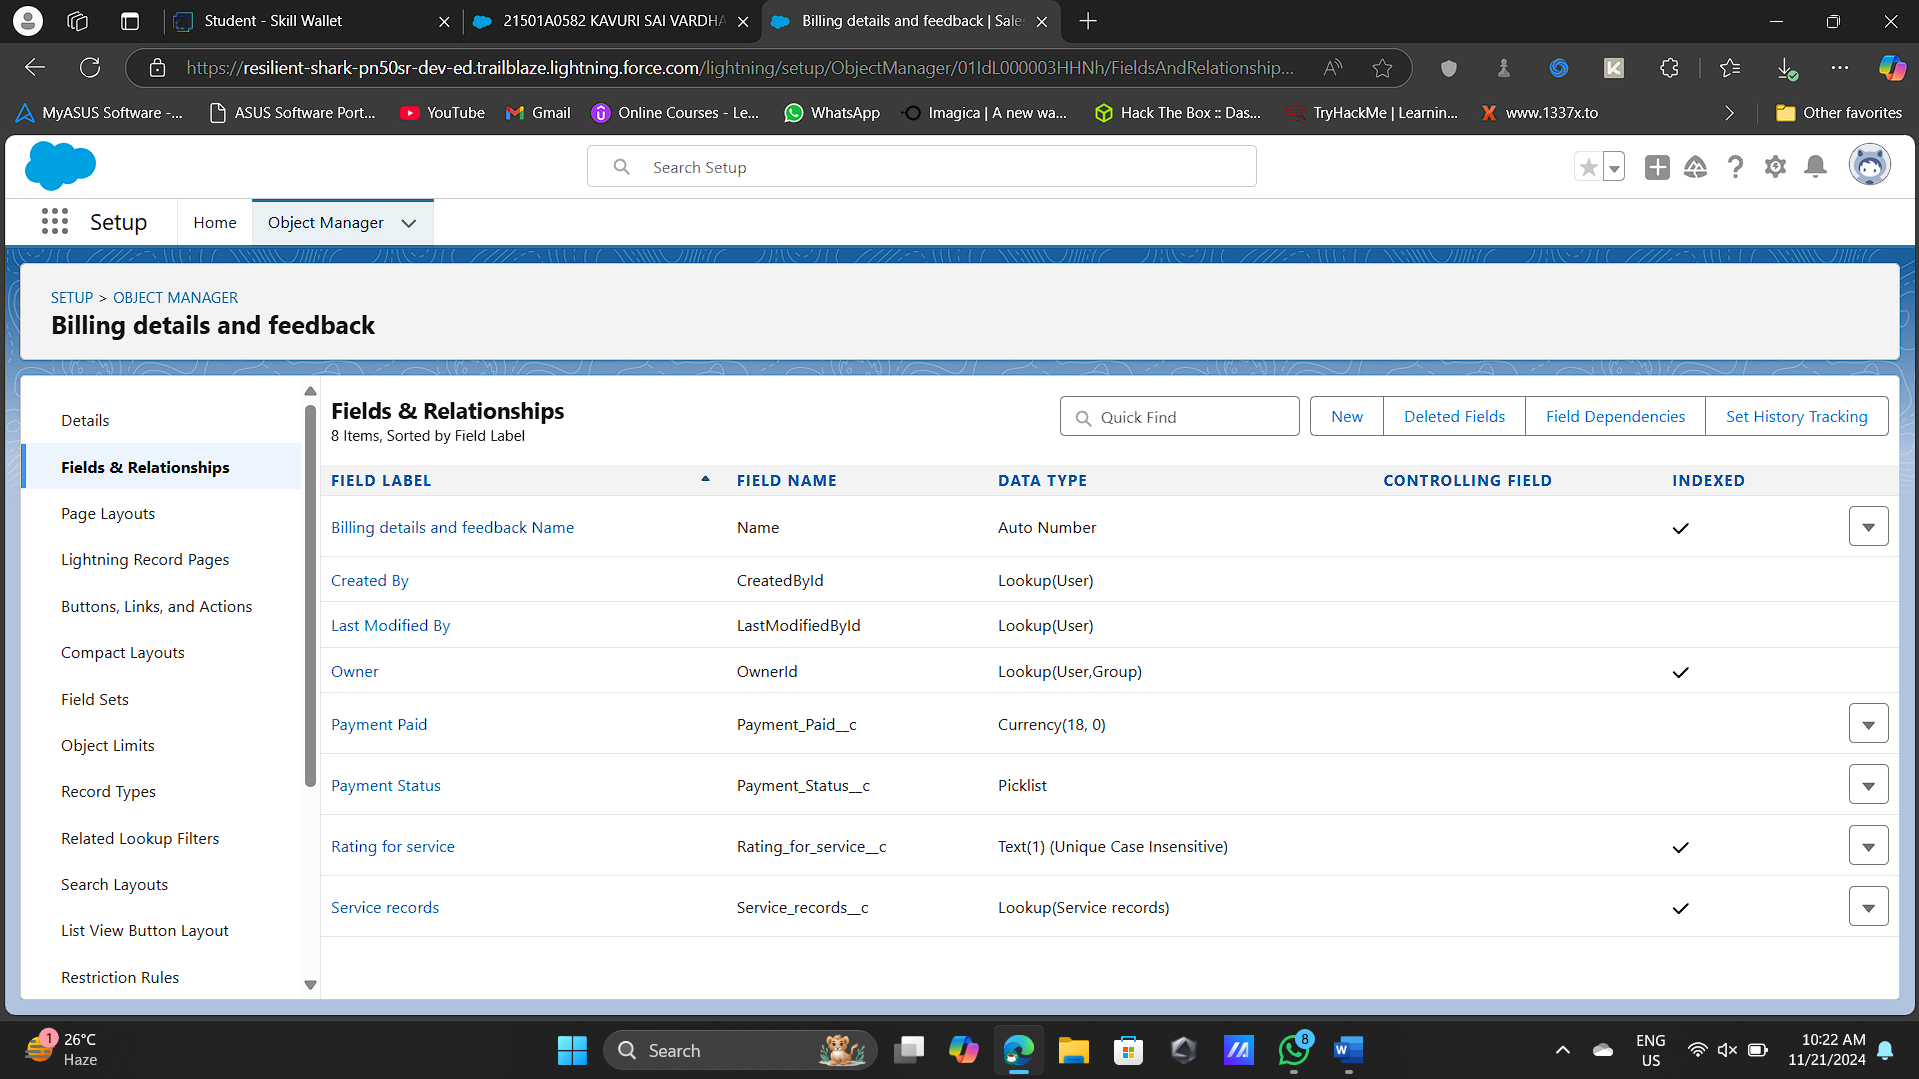 Student - Skill Wallet
21501A0582 KAVURI SAI VARDHA
Billing details and feedback | Sale
https://resilient-shark-pn50sr-dev-ed.trailblaze.lightning.force.com/lightning/setup/ObjectManager/01IdL000003HHNh/FieldsAndRelationship...
MyASUS Software -...
ASUS Software Port...
YouTube
Gmail
Online Courses - Le...
WhatsApp
Imagica | A new wa...
Hack The Box :: Das...
TryHackMe | Learnin...
www.1337x.to
Other favorites
Search Setup
Setup
Home
Object Manager
SETUP > OBJECT MANAGER
Billing details and feedback
Details
Fields & Relationships
Page Layouts
Lightning Record Pages
Buttons, Links, and Actions
Compact Layouts
Field Sets
Object Limits
Record Types
Related Lookup Filters
Search Layouts
List View Button Layout
Restriction Rules
Fields & Relationships
8 Items, Sorted by Field Label
Quick Find
New
Deleted Fields
Field Dependencies
Set History Tracking
FIELD LABEL FIELD NAME DATA TYPE CONTROLLING FIELD INDEXED
Billing details and feedback Name Name Auto Number
Created By CreatedById Lookup(User)
Last Modified By LastModifiedById Lookup(User)
Owner OwnerId Lookup(User,Group)
Payment Paid Payment_Paid__c Currency(18, 0)
Payment Status Payment_Status__c Picklist
Rating for service Rating_for_service__c Text(1) (Unique Case Insensitive)
Service records Service_records__c Lookup(Service records)
1
26°C
Haze
Search
8
ENG
US
10:22 AM
11/21/2024